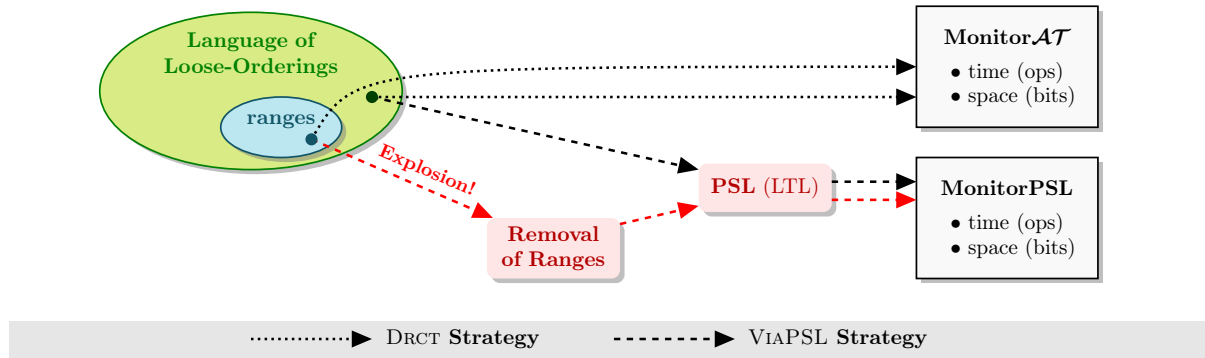 Language of
Loose-Orderings
ranges
Explosion!
Removal
of Ranges
PSL (LTL)
Monitor𝓐𝓣
• time (ops)
• space (bits)
MonitorPSL
• time (ops)
• space (bits)
DRCT Strategy
VIAPSL Strategy